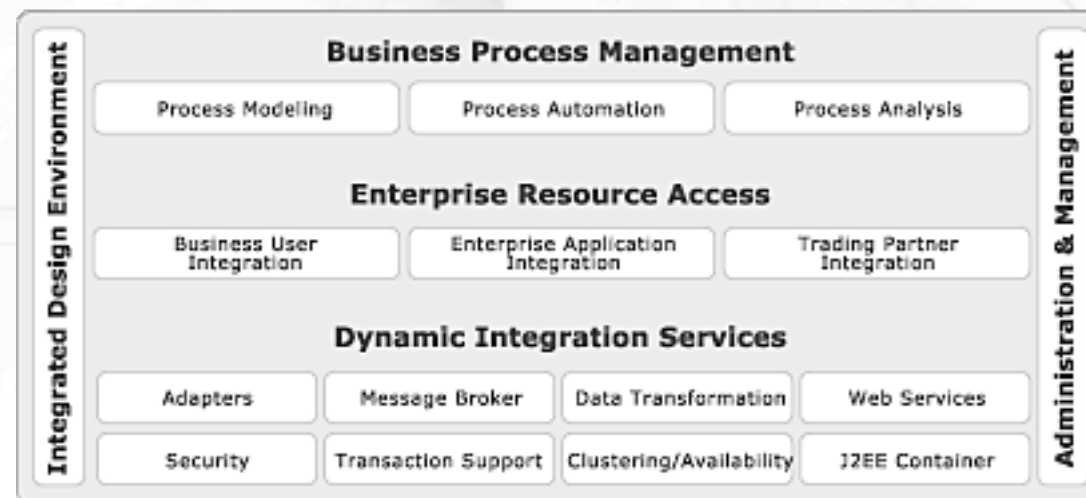 Integrated Design Environment
Business Process Management
Process Modeling
Process Automation
Process Analysis
Enterprise Resource Access
Business User
Integration
Enterprise Application
Integration
Trading Partner
Integration
Dynamic Integration Services
Adapters
Message Broker
Data Transformation
Web Services
Security
Transaction Support
Clustering/Availability
J2EE Container
Administration & Management